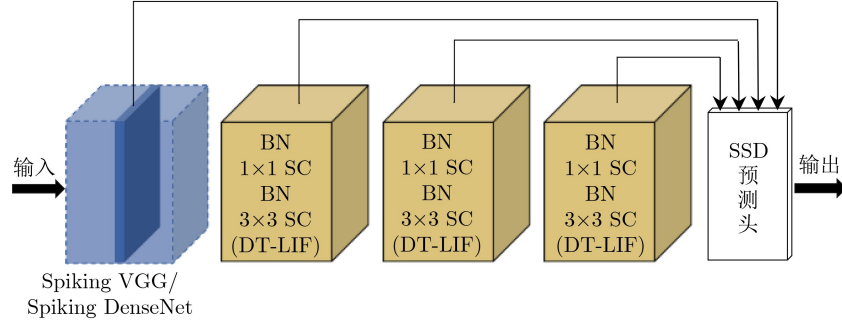 输入
Spiking VGG/
Spiking DenseNet
BN
1×1 SC
BN
3×3 SC
(DT-LIF)
BN
1×1 SC
BN
3×3 SC
(DT-LIF)
BN
1×1 SC
BN
3×3 SC
(DT-LIF)
SSD
预
测
头
输出